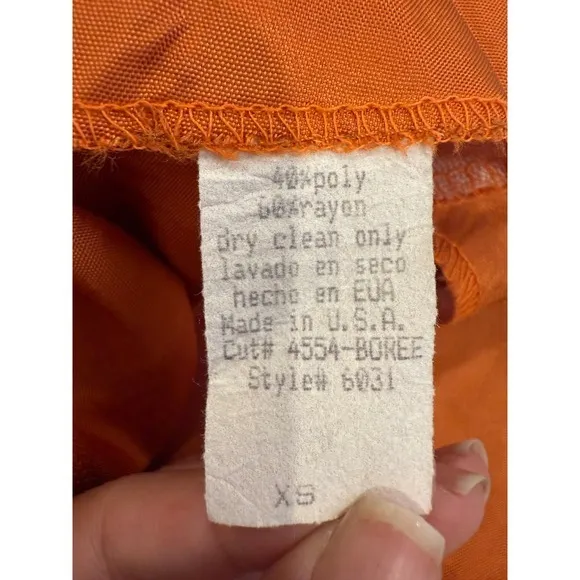 40%poly
60%rayon
Dry clean only
lavado en seco
hecho en EUA
Made in U.S.A.
Cut# 4554-BOREE
Style# 6031
XS